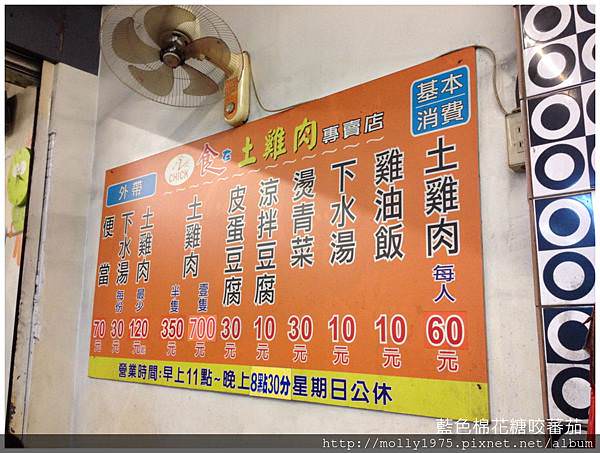 CHICK
食在土雞肉專賣店
基本
消費
土雞肉每人60元
雞油飯10元
下水湯10元
燙青菜30元
涼拌豆腐10元
皮蛋豆腐30元
土雞肉
壹隻700元
半隻350元
外帶
土雞肉最少120元
下水湯每份30元
便當70元
營業時間:早上11點~晚上8點30分星期日公休
藍色棉花糖咬蕃茄
http://molly1975.pixnet.net/album